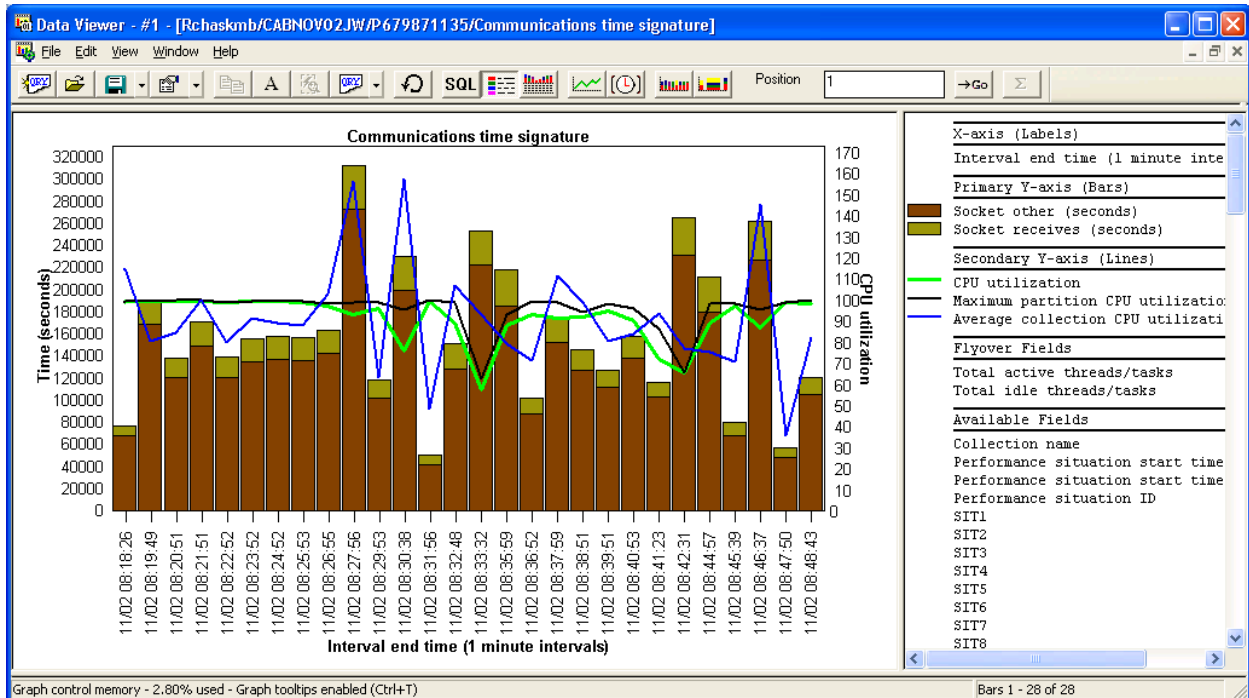 Data Viewer - #1 - [Rchaskmb/CABNOV02JW/P679871135/Communications time signature]
File Edit View Window Help
QRY A QRY SQL Position 1 →Go Σ
Communications time signature
Time (seconds)
320000
300000
280000
260000
240000
220000
200000
180000
160000
140000
120000
100000
80000
60000
40000
20000
0
170
160
150
140
130
120
110
100
90
80
70
60
50
40
30
20
10
0
CPU utilization
11/02 08:18:26
11/02 08:19:49
11/02 08:20:51
11/02 08:21:51
11/02 08:22:52
11/02 08:23:52
11/02 08:24:52
11/02 08:25:53
11/02 08:26:55
11/02 08:27:56
11/02 08:29:53
11/02 08:30:38
11/02 08:31:56
11/02 08:32:48
11/02 08:33:32
11/02 08:35:59
11/02 08:36:52
11/02 08:37:59
11/02 08:38:51
11/02 08:39:51
11/02 08:40:53
11/02 08:41:23
11/02 08:42:31
11/02 08:44:57
11/02 08:45:39
11/02 08:46:37
11/02 08:47:50
11/02 08:48:43
Interval end time (1 minute intervals)
X-axis (Labels)
Interval end time (1 minute inte
Primary Y-axis (Bars)
Socket other (seconds)
Socket receives (seconds)
Secondary Y-axis (Lines)
CPU utilization
Maximum partition CPU utilizatio
Average collection CPU utilizati
Flyover Fields
Total active threads/tasks
Total idle threads/tasks
Available Fields
Collection name
Performance situation start time
Performance situation start time
Performance situation ID
SIT1
SIT2
SIT3
SIT4
SIT5
SIT6
SIT7
SIT8
Graph control memory - 2.80% used - Graph tooltips enabled (Ctrl+T)
Bars 1 - 28 of 28